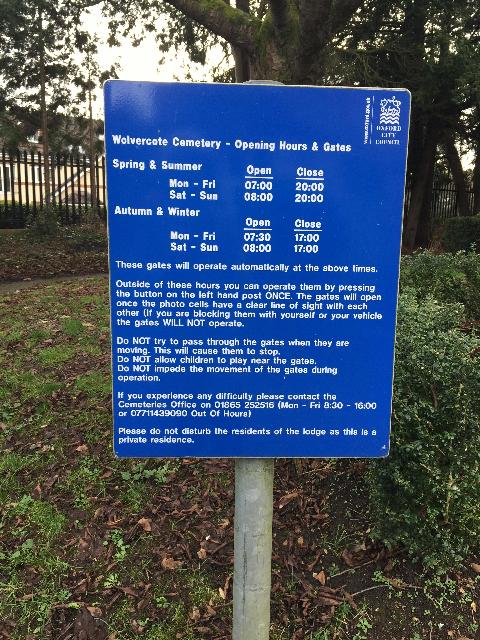 www.oxford.gov.uk
OXFORD
CITY
COUNCIL
Wolvercote Cemetery - Opening Hours & Gates
Spring & Summer Open Close
Mon - Fri 07:00 20:00
Sat - Sun 08:00 20:00
Autumn & Winter Open Close
Mon - Fri 07:30 17:00
Sat - Sun 08:00 17:00
These gates will operate automatically at the above times.
Outside of these hours you can operate them by pressing
the button on the left hand post ONCE. The gates will open
once the photo cells have a clear line of sight with each
other (if you are blocking them with yourself or your vehicle
the gates WILL NOT operate.
Do NOT try to pass through the gates when they are
moving. This will cause them to stop.
Do NOT allow children to play near the gates.
Do NOT impede the movement of the gates during
operation.
If you experience any difficulty please contact the
Cemeteries Office on 01865 252516 (Mon - Fri 8:30 - 16:00
or 07711439090 Out Of Hours)
Please do not disturb the residents of the lodge as this is a
private residence.